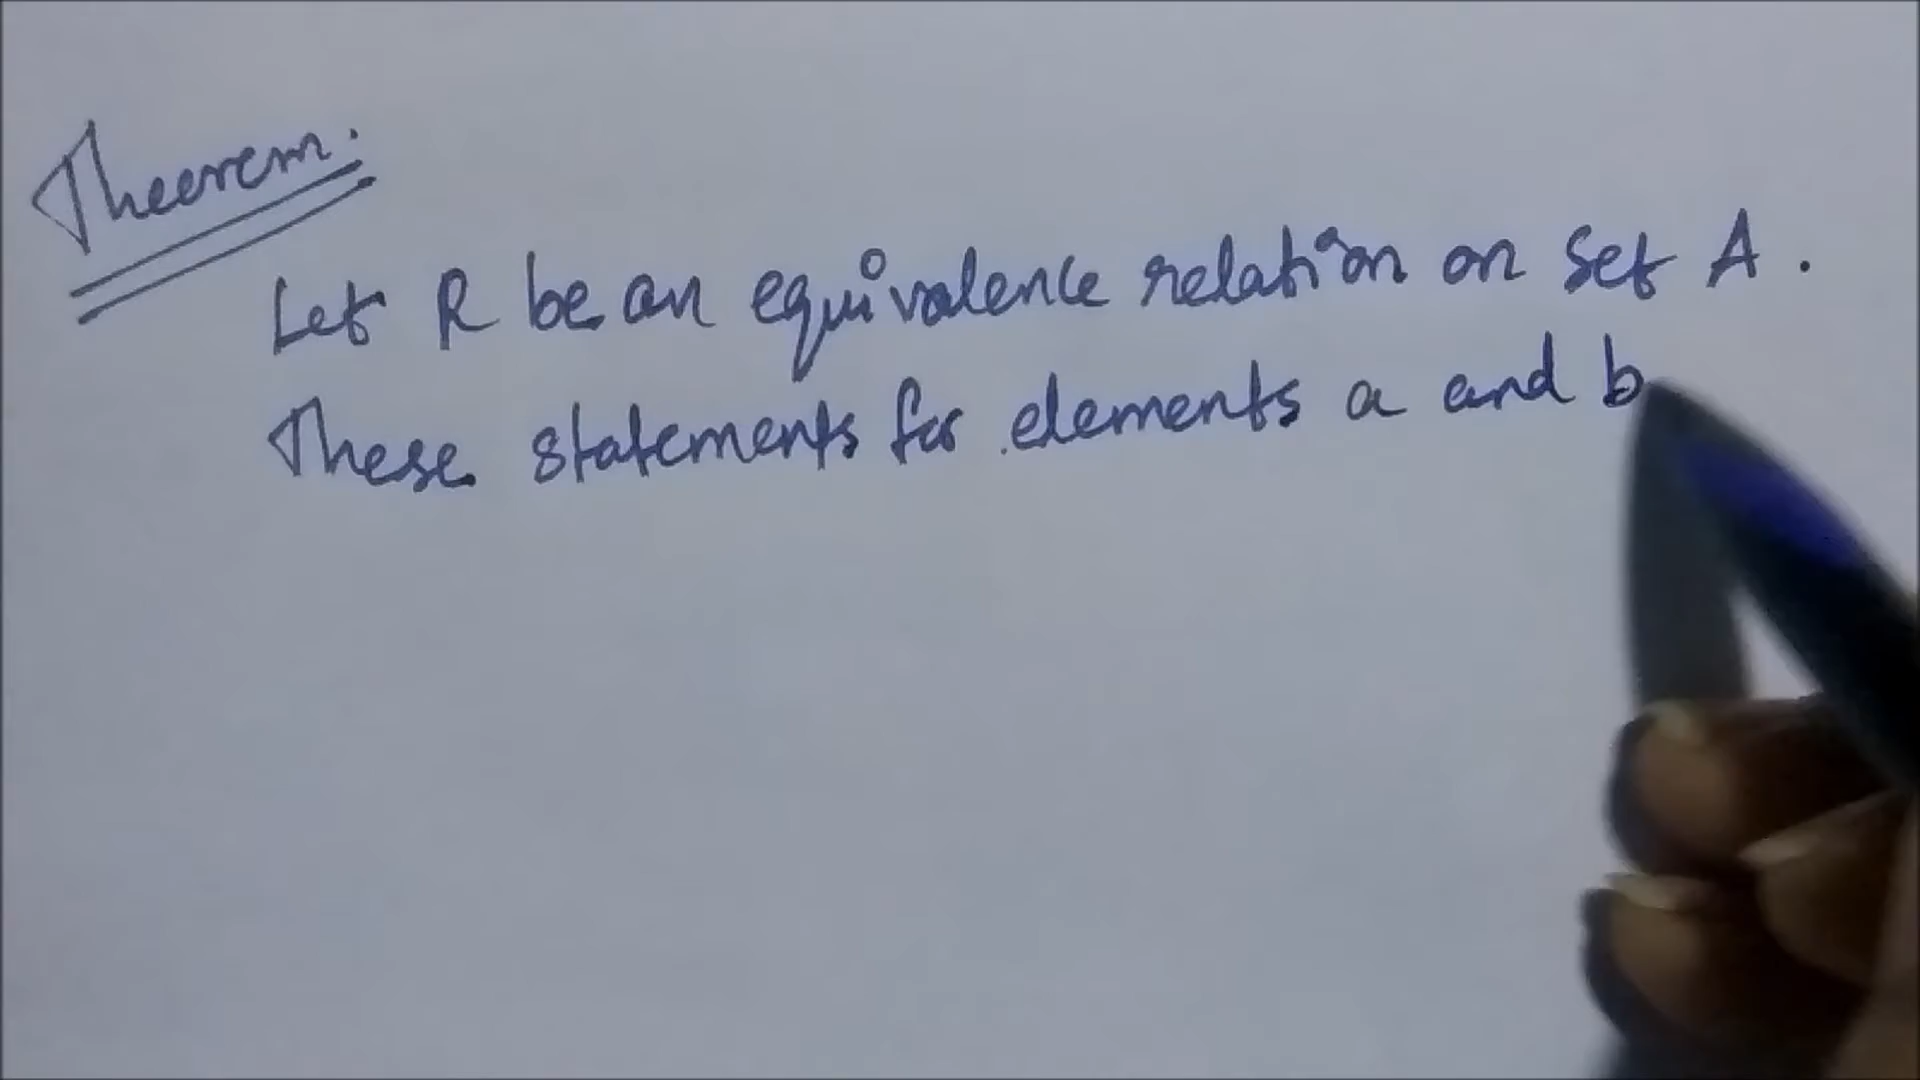 Theorem.
Let R be an equivalence relation on set A.
These statements for elements a and b